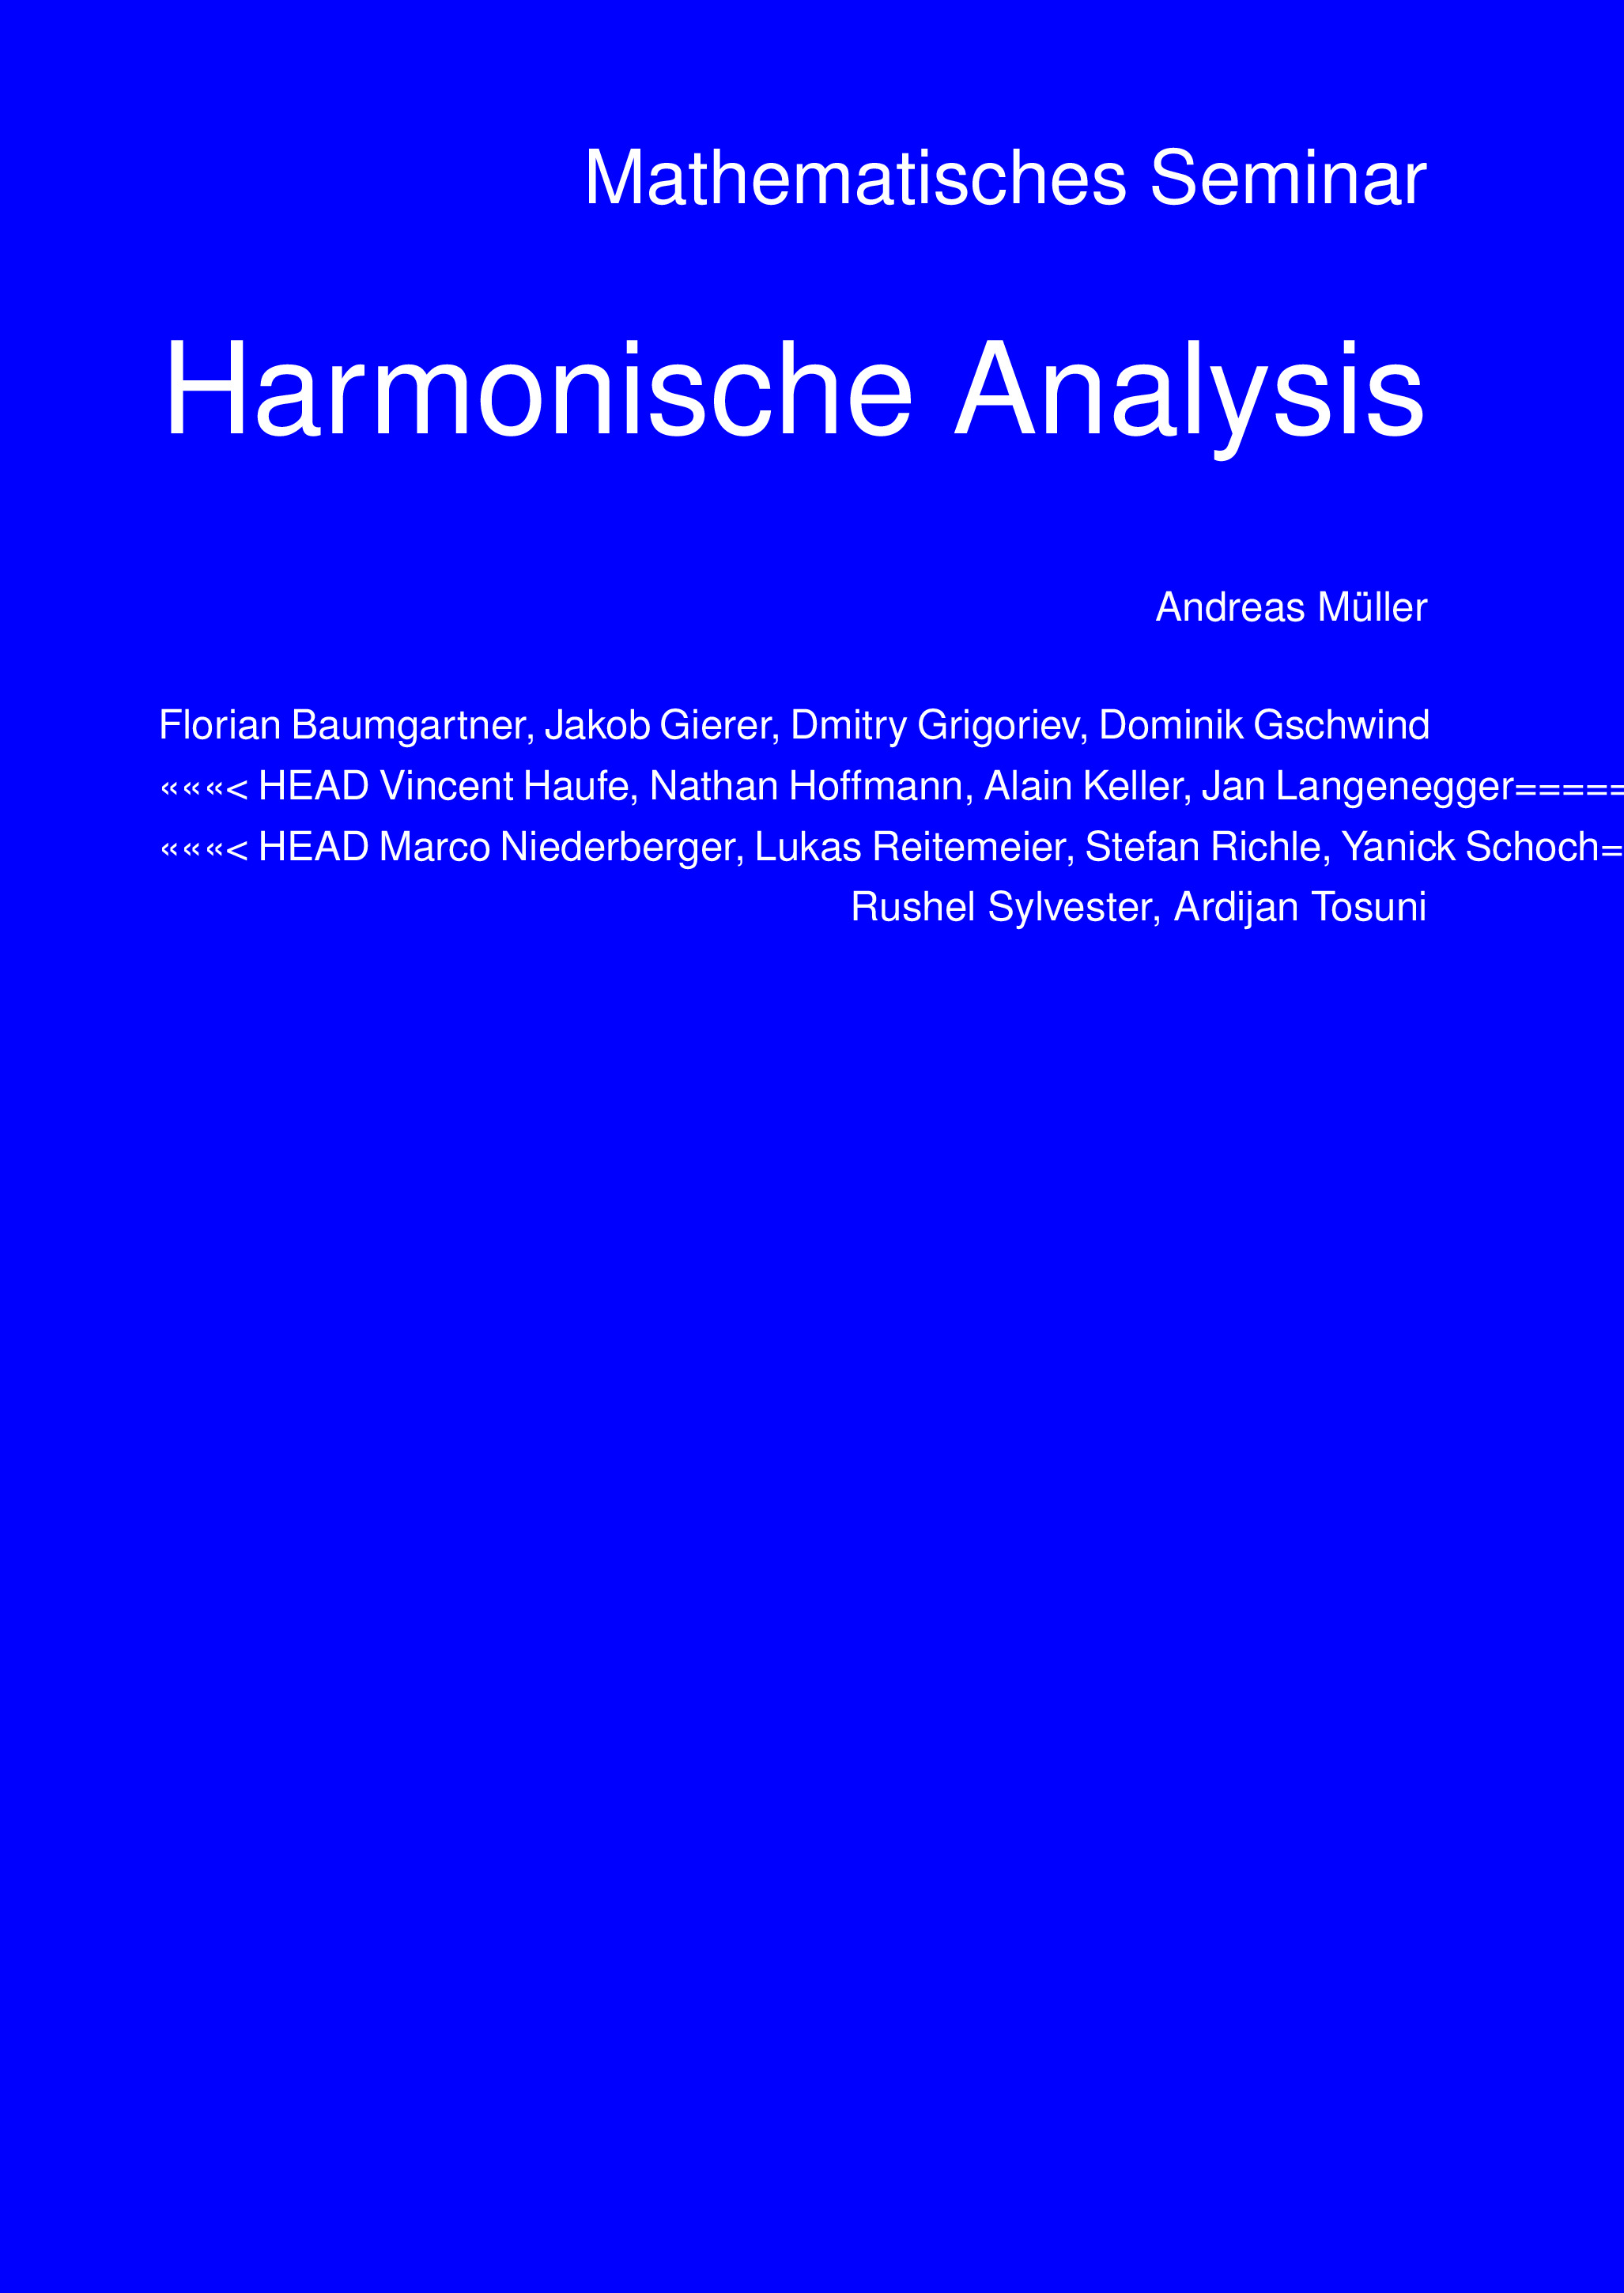 Mathematisches Seminar
Harmonische Analysis
Andreas Müller
Florian Baumgartner, Jakob Gierer, Dmitry Grigoriev, Dominik Gschwind
«««< HEAD Vincent Haufe, Nathan Hoffmann, Alain Keller, Jan Langenegger=====
«««< HEAD Marco Niederberger, Lukas Reitemeier, Stefan Richle, Yanick Schoch=
Rushel Sylvester, Ardijan Tosuni